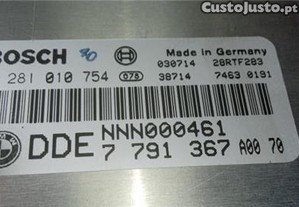 CustoJusto.pt
BOSCH
Made in Germany
030714 28RTF283
281 010 754 078 38714 7463 0191
DDE NNN000461
7 791 367 A00 70